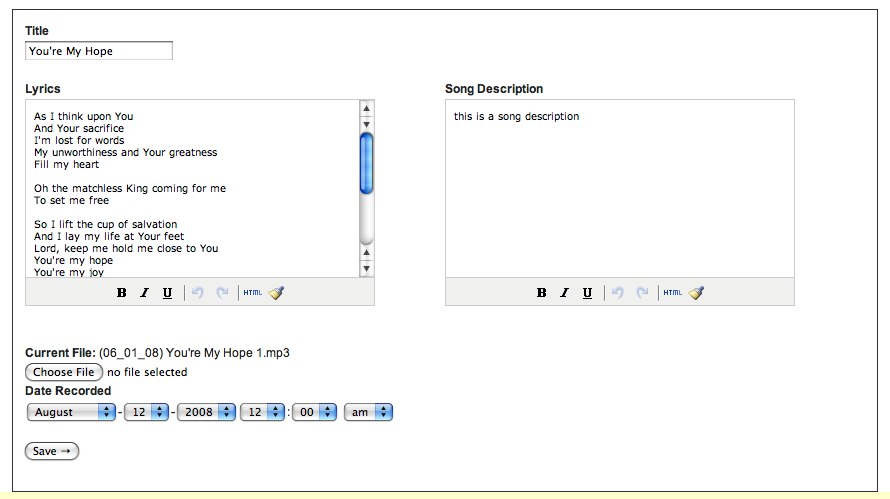 Title
You're My Hope
Lyrics
As I think upon You
And Your sacrifice
I'm lost for words
My unworthiness and Your greatness
Fill my heart
Oh the matchless King coming for me
To set me free
So I lift the cup of salvation
And I lay my life at Your feet
Lord, keep me hold me close to You
You're my hope
You're my joy
B I U HTML
Song Description
this is a song description
B I U HTML
Current File: (06_01_08) You're My Hope 1.mp3
Choose File no file selected
Date Recorded
August - 12 - 2008 12 : 00 am
Save →